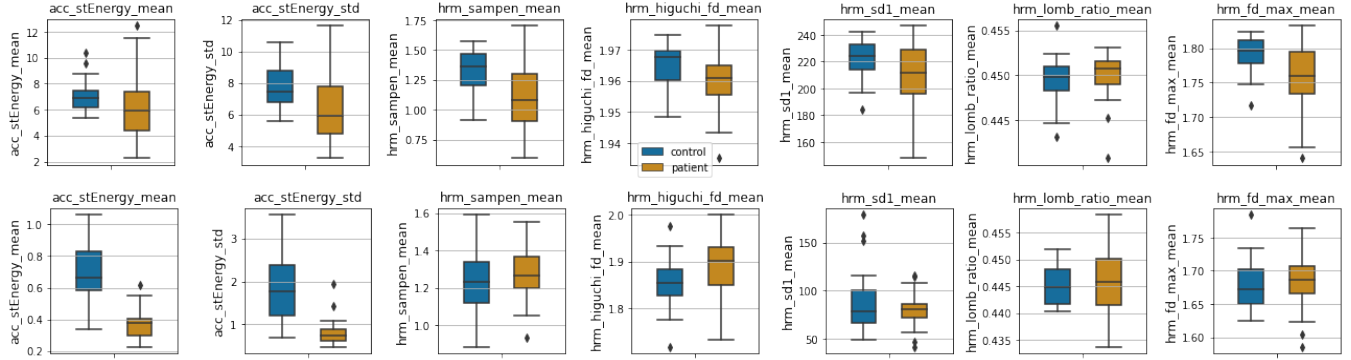 acc_stEnergy_mean
acc_stEnergy_mean
12
10
8
6
4
2
acc_stEnergy_std
acc_stEnergy_std
12
10
8
6
4
hrm_sampen_mean
hrm_sampen_mean
1.75
1.50
1.25
1.00
0.75
hrm_higuchi_fd_mean
hrm_higuchi_fd_mean
1.98
1.97
1.96
1.95
1.94
control
patient
hrm_sd1_mean
hrm_sd1_mean
240
220
200
180
160
hrm_lomb_ratio_mean
hrm_lomb_ratio_mean
0.455
0.450
0.445
hrm_fd_max_mean
hrm_fd_max_mean
1.80
1.75
1.70
1.65
acc_stEnergy_mean
acc_stEnergy_mean
1.0
0.8
0.6
0.4
0.2
acc_stEnergy_std
acc_stEnergy_std
3
2
1
hrm_sampen_mean
hrm_sampen_mean
1.6
1.4
1.2
1.0
hrm_higuchi_fd_mean
hrm_higuchi_fd_mean
2.0
1.9
1.8
hrm_sd1_mean
hrm_sd1_mean
150
100
50
hrm_lomb_ratio_mean
hrm_lomb_ratio_mean
0.455
0.450
0.445
0.440
0.435
hrm_fd_max_mean
hrm_fd_max_mean
1.75
1.70
1.65
1.60